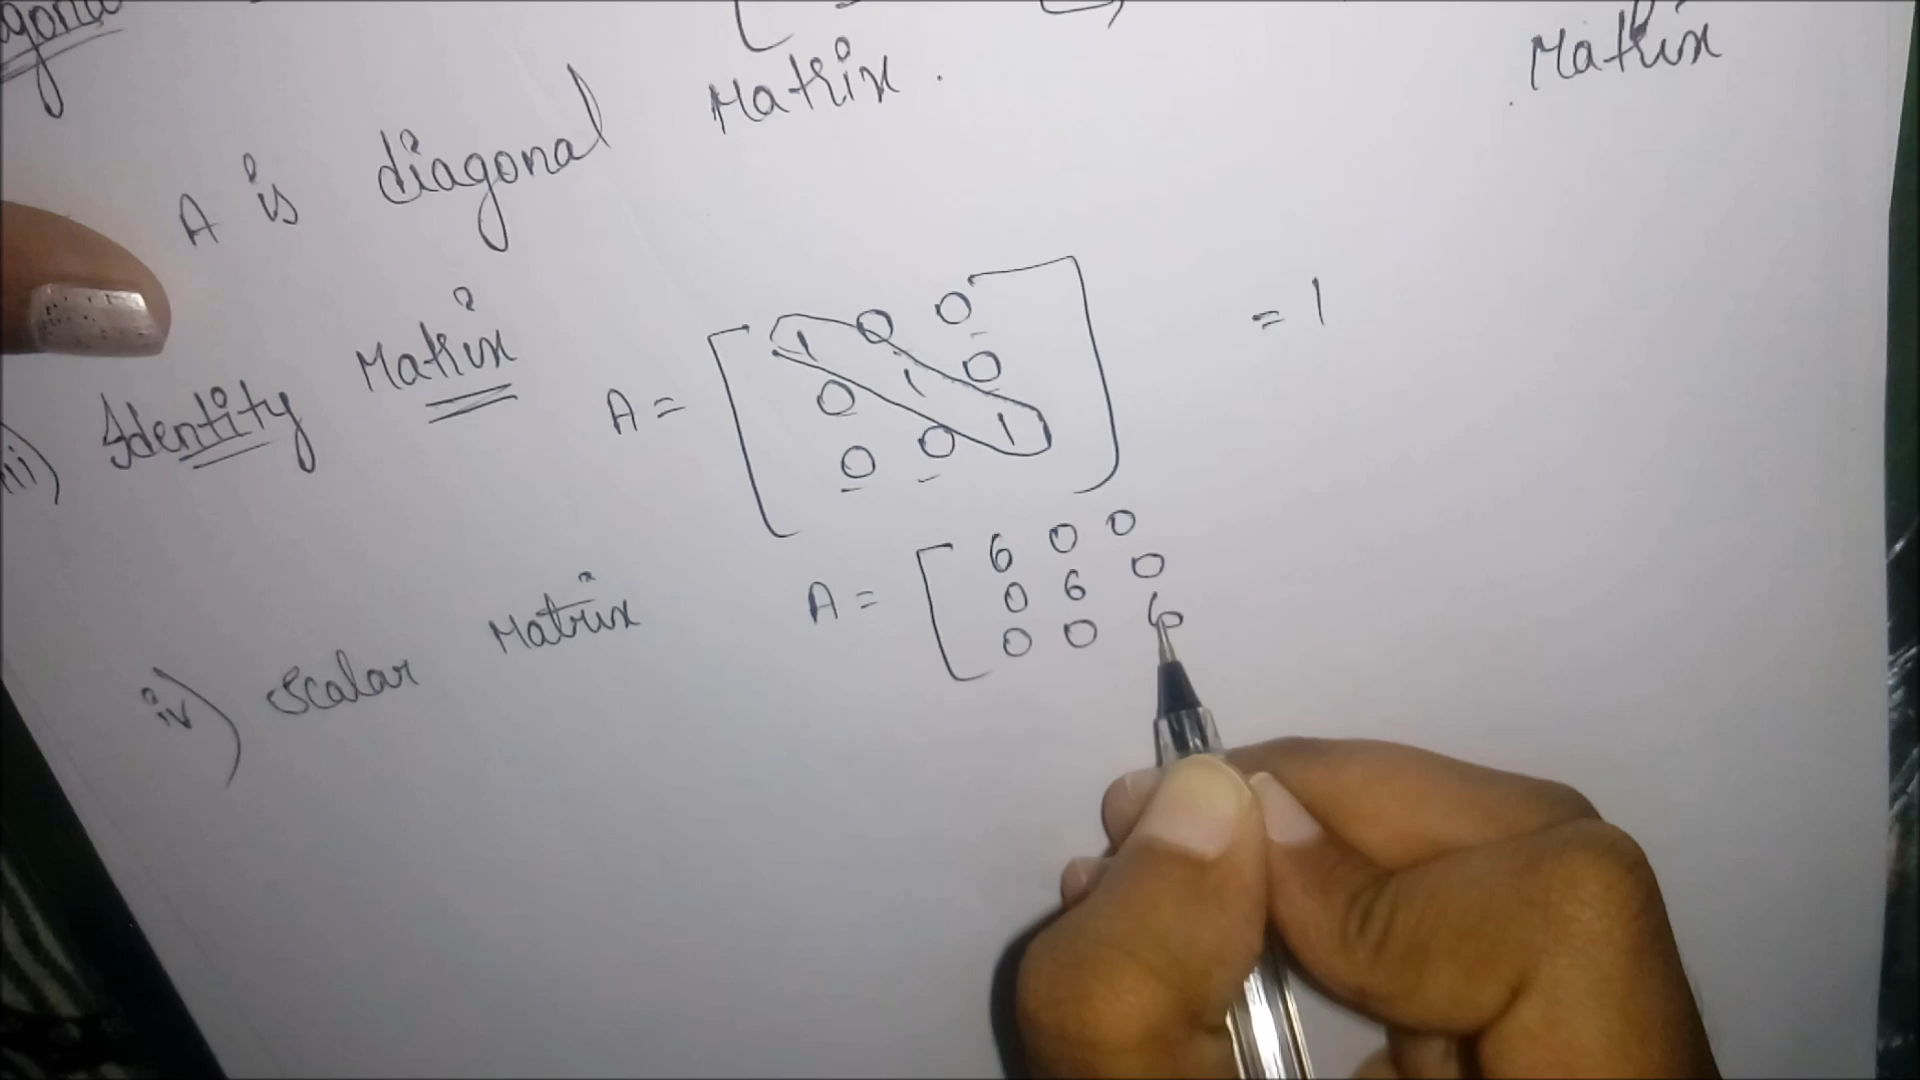 Matrix
A is diagonal Matrix.
iii) Identity Matrix A = [ 1 0 0 = 1
0 1 0
0 0 1 ]
iv) Scalar Matrix A = [ 6 0 0
0 6 0
0 0 6